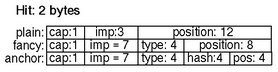 Hit: 2 bytes
plain: cap:1 imp:3 position: 12
fancy: cap:1 imp = 7 type: 4 position: 8
anchor: cap:1 imp = 7 type: 4 hash:4 pos: 4